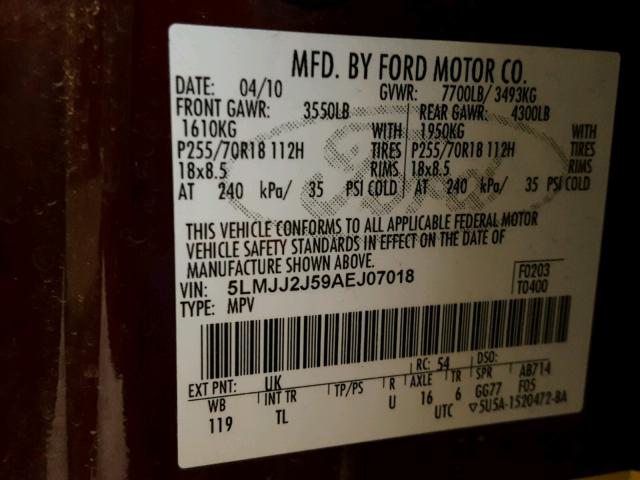 MFD. BY FORD MOTOR CO.
DATE: 04/10 GVWR: 7700LB/ 3493KG
FRONT GAWR: 3550LB REAR GAWR: 4300LB
1610KG WITH 1950KG WITH
P255/70R18 112H TIRES P255/70R18 112H TIRES
18x8.5 RIMS 18x8.5 RIMS
AT 240 kPa/ 35 PSI COLD AT 240 kPa/ 35 PSI COLD
THIS VEHICLE CONFORMS TO ALL APPLICABLE FEDERAL MOTOR
VEHICLE SAFETY STANDARDS IN EFFECT ON THE DATE OF
MANUFACTURE SHOWN ABOVE.
VIN: 5LMJJ2J59AEJ07018 F0203
TYPE: MPV T0400
EXT PNT: UK RC: 54 DSO:
WB INT TR TP/PS R AXLE TR SPR AB714
119 TL U 16 6 GG77 F05
UTC ▽5U5A-1520472-BA
Ford